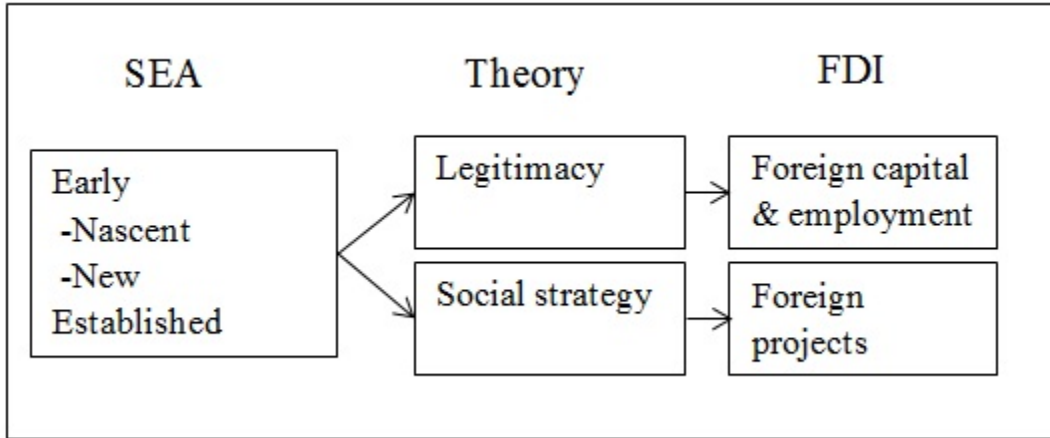 SEA
Theory
FDI
Early
-Nascent
-New
Established
Legitimacy
Social strategy
Foreign capital
& employment
Foreign
projects